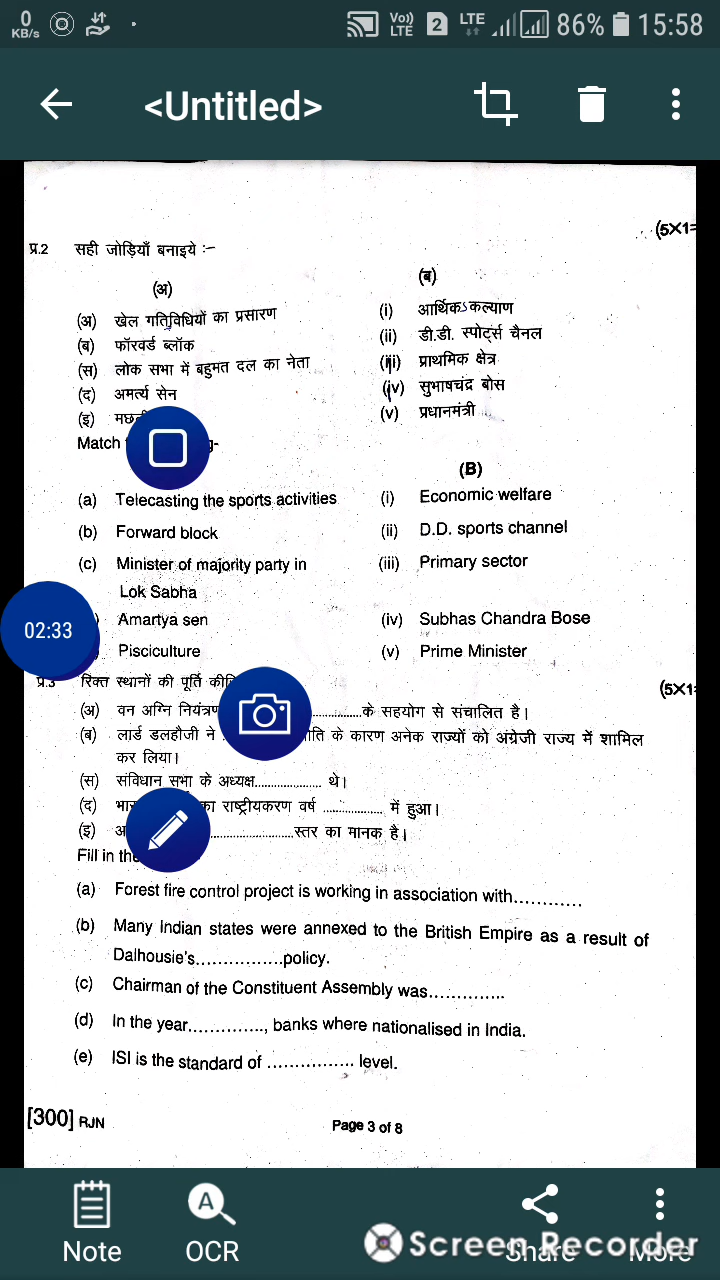 0 KB/s Vo)) LTE 2 LTE 86% 15:58
<Untitled>
(5X1=
प्र.2 सही जोड़ियाँ बनाइये :–
(अ) (ब)
(अ) खेल गतिविधियों का प्रसारण (i) आर्थिक कल्याण
(ब) फॉरवर्ड ब्लॉक (ii) डी.डी. स्पोर्ट्स चैनल
(स) लोक सभा में बहुमत दल का नेता (iii) प्राथमिक क्षेत्र
(द) अमर्त्य सेन (iv) सुभाषचंद्र बोस
(इ) (v) प्रधानमंत्री
Match g-
(B)
(a) Telecasting the sports activities (i) Economic welfare
(b) Forward block (ii) D.D. sports channel
(c) Minister of majority party in (iii) Primary sector
Lok Sabha
02:33 ) Amartya sen (iv) Subhas Chandra Bose
Pisciculture (v) Prime Minister
प्र.3 रिक्त स्थानों की पूर्ति (5X1=
(अ) वन अग्नि नियंत्रण ..............के सहयोग से संचालित है।
(ब) लार्ड डलहौजी ने के कारण अनेक राज्यों को अंग्रेजी राज्य में शामिल
कर लिया।
(स) संविधान सभा के अध्यक्ष.................... थे।
(द) का राष्ट्रीयकरण वर्ष .................. में हुआ।
(इ) .........................स्तर का मानक है।
Fill in the
(a) Forest fire control project is working in association with............
(b) Many Indian states were annexed to the British Empire as a result of
Dalhousie's...............policy.
(c) Chairman of the Constituent Assembly was.............
(d) In the year............., banks where nationalised in India.
(e) ISI is the standard of ................ level.
[300] RJN Page 3 of 8
Note OCR Share More
Screen Recorder